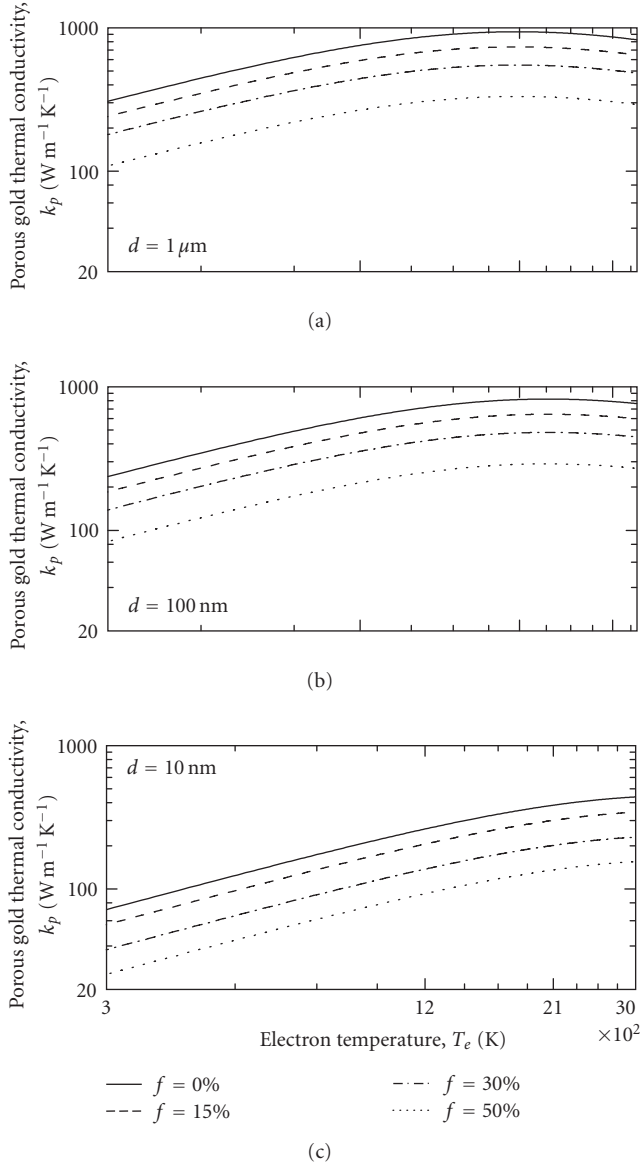 1000
100
20
Porous gold thermal conductivity,
k_p (W m⁻¹ K⁻¹)
d = 1 μm
(a)
1000
100
20
Porous gold thermal conductivity,
k_p (W m⁻¹ K⁻¹)
d = 100 nm
(b)
1000
100
20
Porous gold thermal conductivity,
k_p (W m⁻¹ K⁻¹)
d = 10 nm
3 12 21 30
×10²
Electron temperature, T_e (K)
f = 0% f = 30%
f = 15% f = 50%
(c)